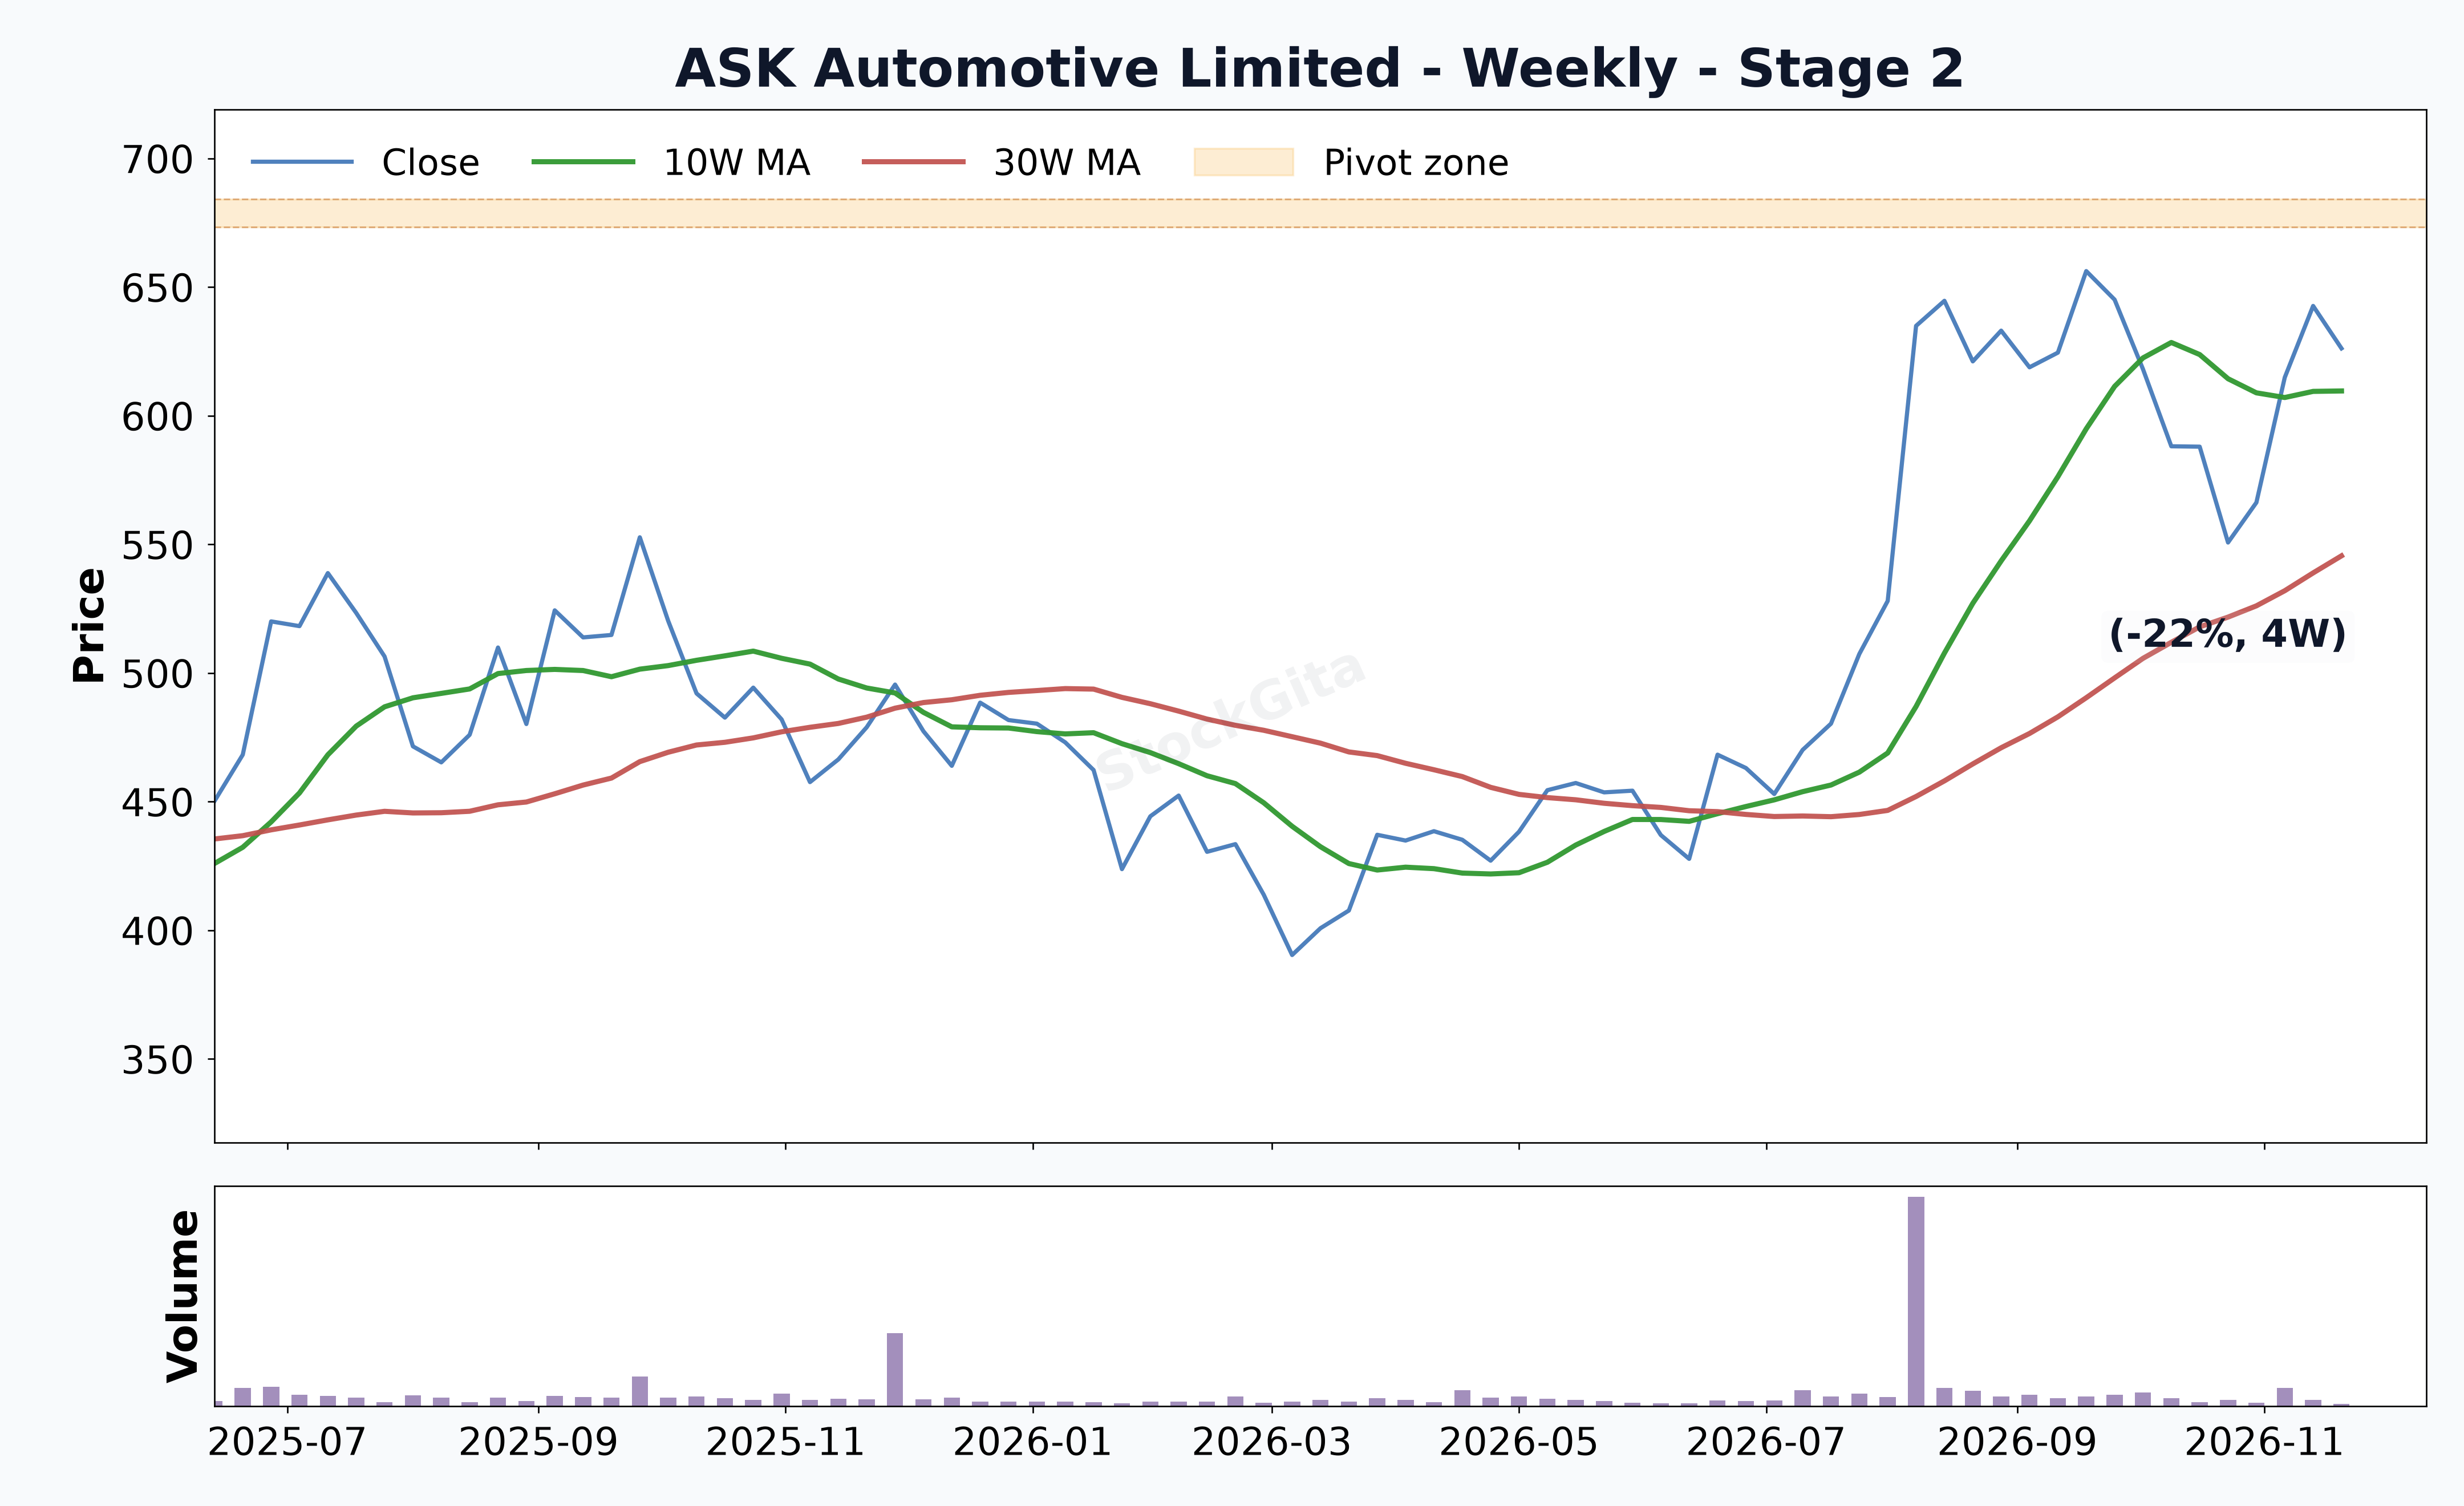 ASK Automotive Limited - Weekly - Stage 2
Close 10W MA 30W MA Pivot zone
700
650
600
550
500
450
400
350
Price
(-22%, 4W)
StockGita
Volume
2025-07 2025-09 2025-11 2026-01 2026-03 2026-05 2026-07 2026-09 2026-11